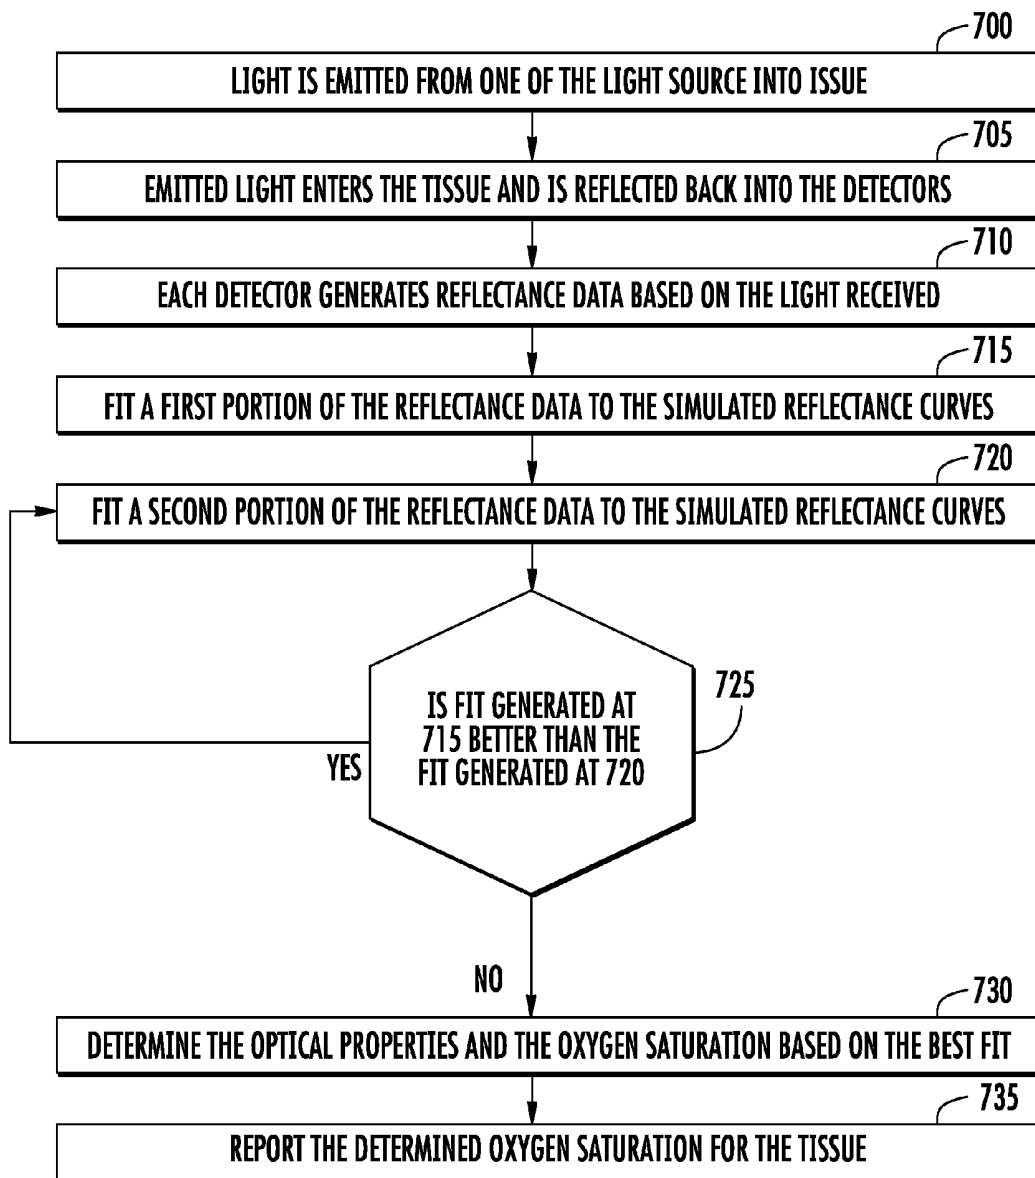 700
LIGHT IS EMITTED FROM ONE OF THE LIGHT SOURCE INTO ISSUE
705
EMITTED LIGHT ENTERS THE TISSUE AND IS REFLECTED BACK INTO THE DETECTORS
710
EACH DETECTOR GENERATES REFLECTANCE DATA BASED ON THE LIGHT RECEIVED
715
FIT A FIRST PORTION OF THE REFLECTANCE DATA TO THE SIMULATED REFLECTANCE CURVES
720
FIT A SECOND PORTION OF THE REFLECTANCE DATA TO THE SIMULATED REFLECTANCE CURVES
725
IS FIT GENERATED AT
715 BETTER THAN THE
FIT GENERATED AT 720
YES
NO
730
DETERMINE THE OPTICAL PROPERTIES AND THE OXYGEN SATURATION BASED ON THE BEST FIT
735
REPORT THE DETERMINED OXYGEN SATURATION FOR THE TISSUE